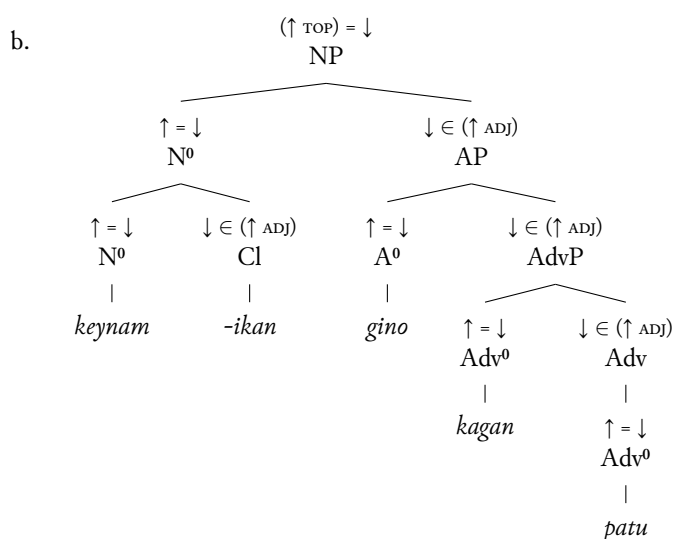 (↑ TOP) = ↓
b.
NP
↑ = ↓ ↓ ∈ (↑ ADJ)
N⁰ AP
↑ = ↓ ↓ ∈ (↑ ADJ) ↑ = ↓ ↓ ∈ (↑ ADJ)
N⁰ Cl A⁰ AdvP
keynam -ikan gino ↑ = ↓ ↓ ∈ (↑ ADJ)
Adv⁰ Adv
kagan ↑ = ↓
Adv⁰
patu